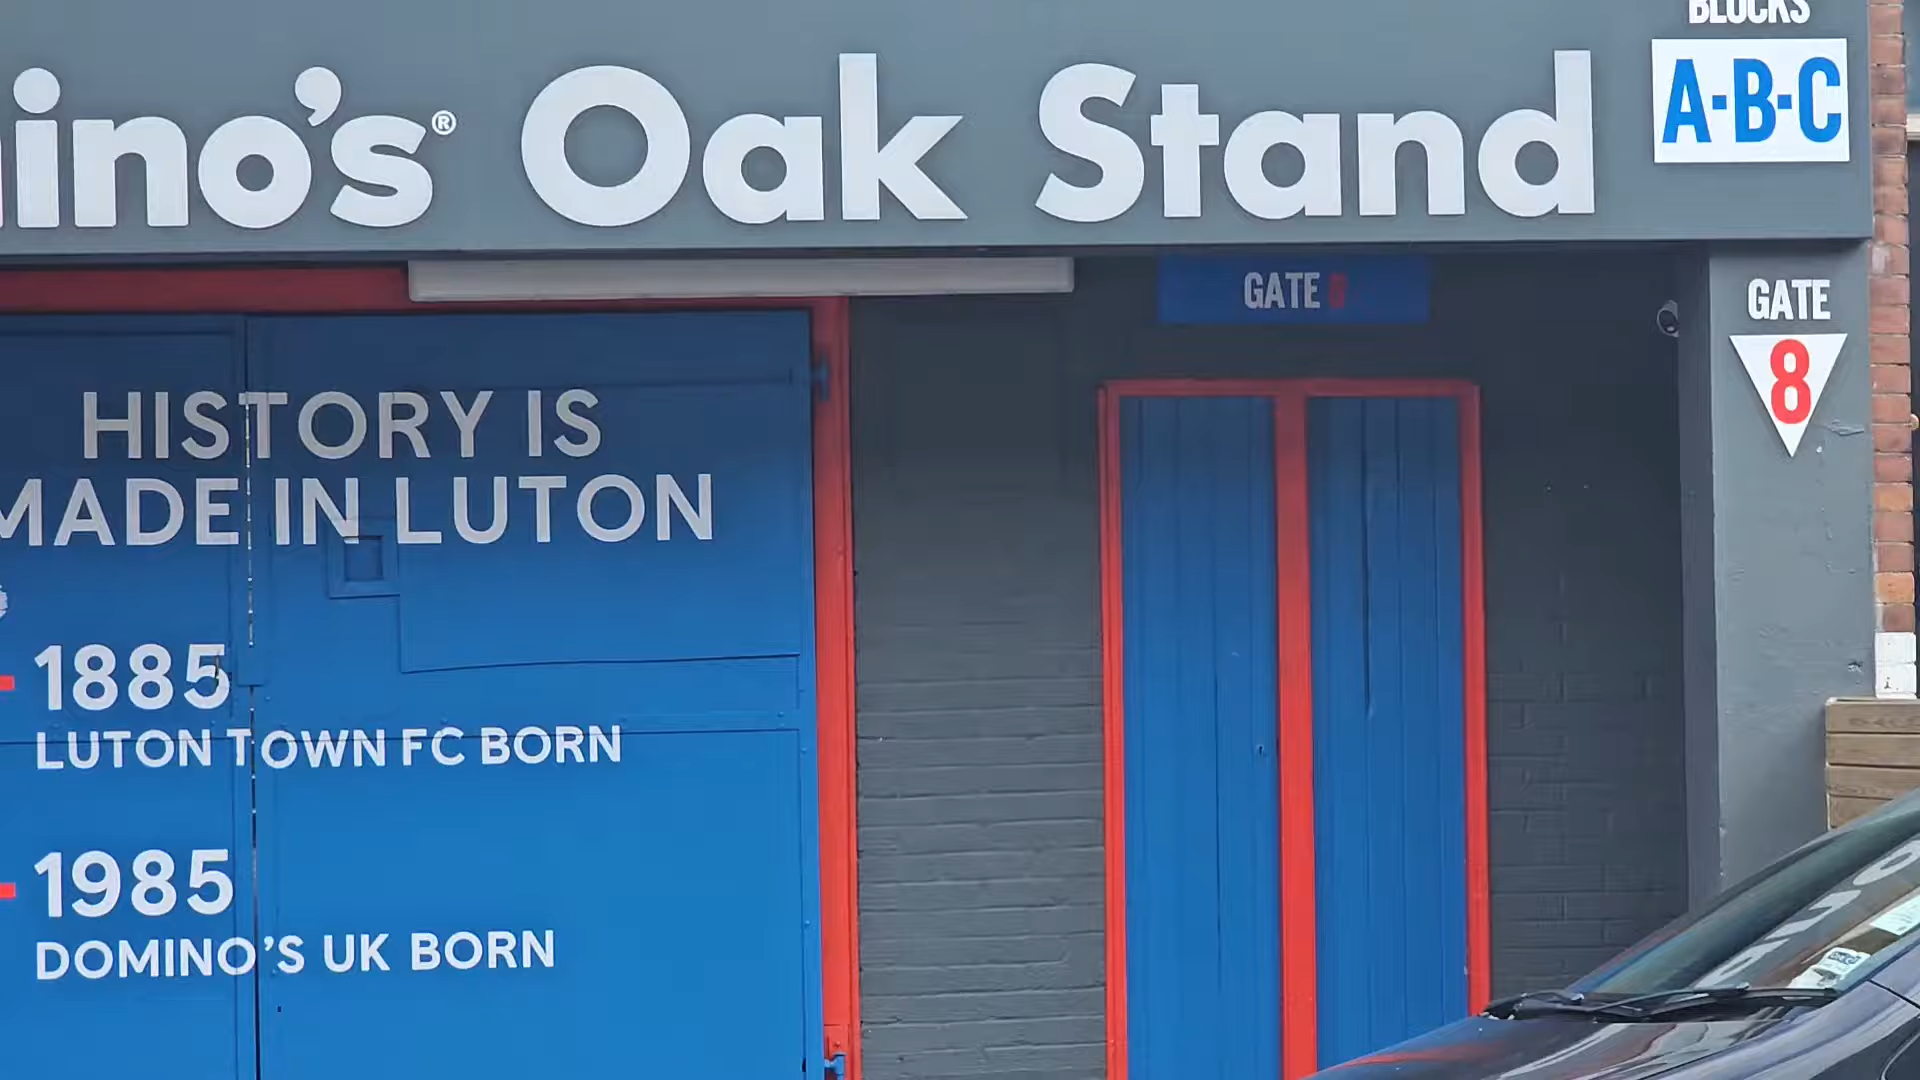 ino's® Oak Stand
BLOCKS
A-B-C
GATE 8
GATE
8
HISTORY IS
MADE IN LUTON
1885
LUTON TOWN FC BORN
1985
DOMINO'S UK BORN